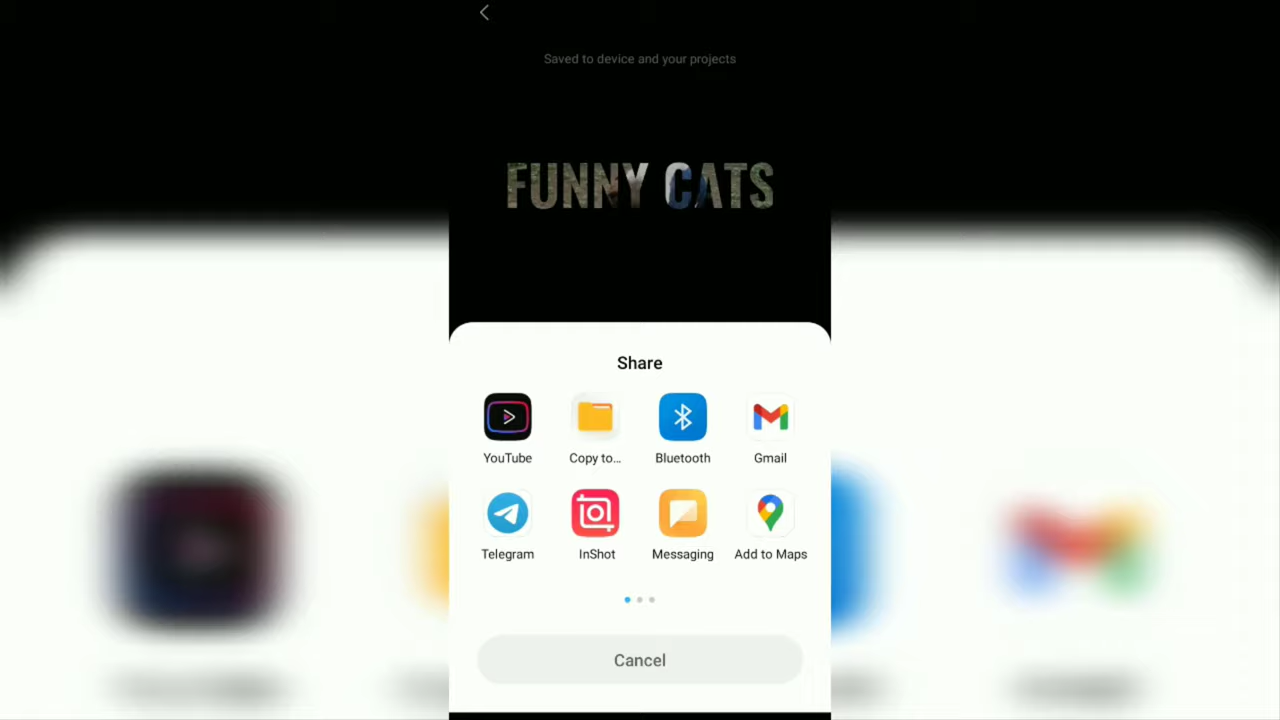 Saved to device and your projects
FUNNY CATS
Share
YouTube
Copy to...
Bluetooth
Gmail
Telegram
InShot
Messaging
Add to Maps
Cancel